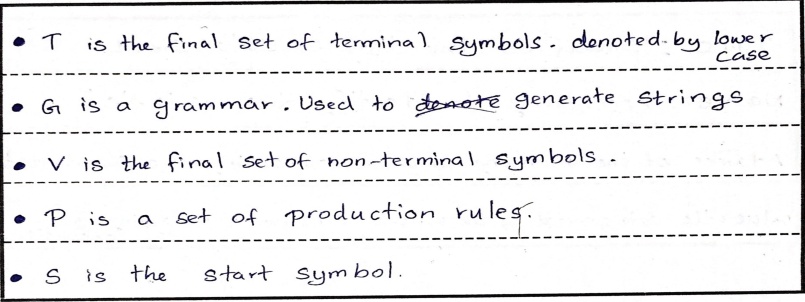 • T is the final set of terminal symbols. denoted by lower case
• G is a grammar. Used to denote generate strings
• V is the final set of non-terminal symbols.
• P is a set of production rules.
• S is the start symbol.